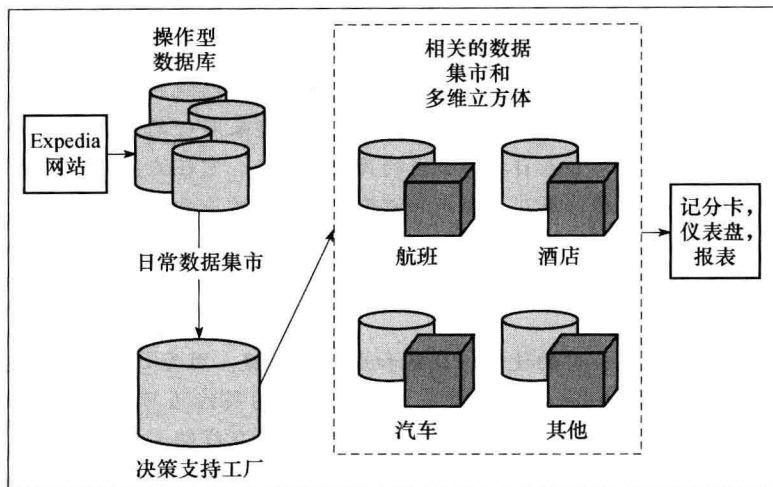 操作型
数据库
Expedia
网站
日常数据集市
决策支持工厂
相关的数据
集市和
多维立方体
航班
酒店
汽车
其他
记分卡，
仪表盘，
报表